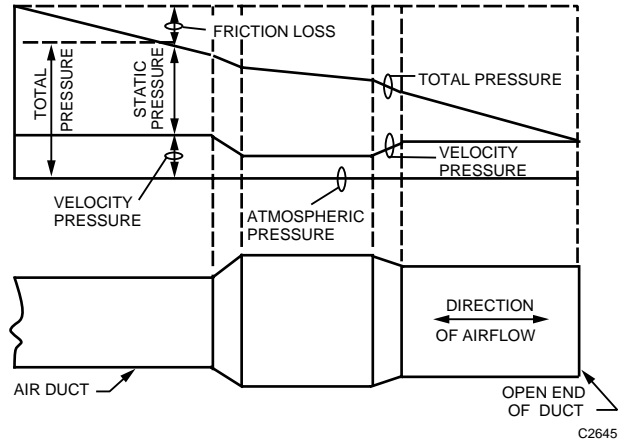 FRICTION LOSS
TOTAL
PRESSURE
STATIC
PRESSURE
TOTAL PRESSURE
VELOCITY
PRESSURE
VELOCITY
PRESSURE
ATMOSPHERIC
PRESSURE
DIRECTION
OF AIRFLOW
AIR DUCT
OPEN END
OF DUCT
C2645